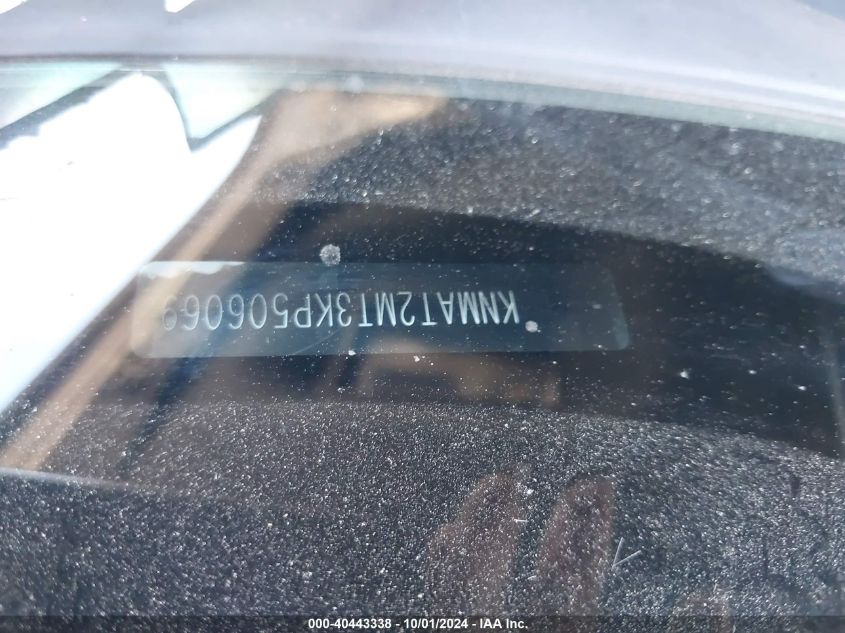 KNMAT2MT3KP506069
000-40443338 - 10/01/2024 - IAA Inc.